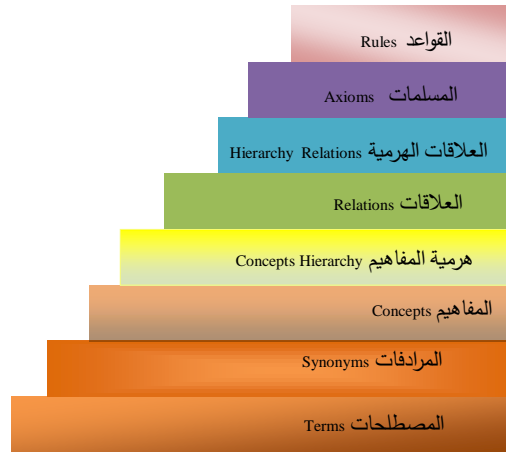 القواعد Rules
المسلمات Axioms
العلاقات الهرمية Hierarchy Relations
العلاقات Relations
هرمية المفاهيم Concepts Hierarchy
المفاهيم Concepts
المرادفات Synonyms
المصطلحات Terms